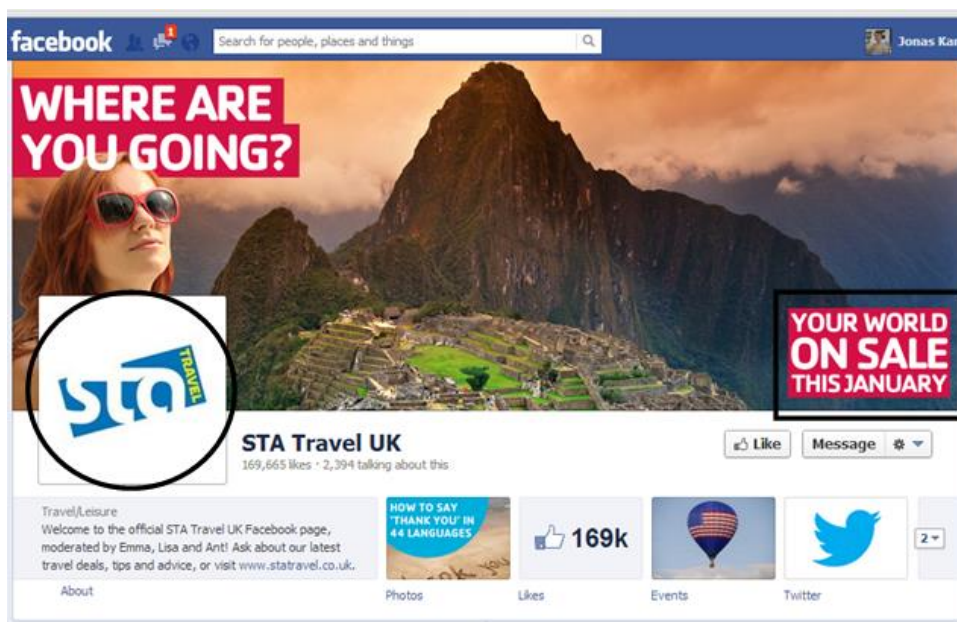 facebook
1
Search for people, places and things
Jonas Kar
WHERE ARE
YOU GOING?
YOUR WORLD
ON SALE
THIS JANUARY
sta TRAVEL
STA Travel UK
169,665 likes · 2,394 talking about this
Like
Message
Travel/Leisure
Welcome to the official STA Travel UK Facebook page,
moderated by Emma, Lisa and Ant! Ask about our latest
travel deals, tips and advice, or visit www.statravel.co.uk.
About
HOW TO SAY
'THANK YOU' IN
44 LANGUAGES
Photos
169k
Likes
Events
Twitter
2